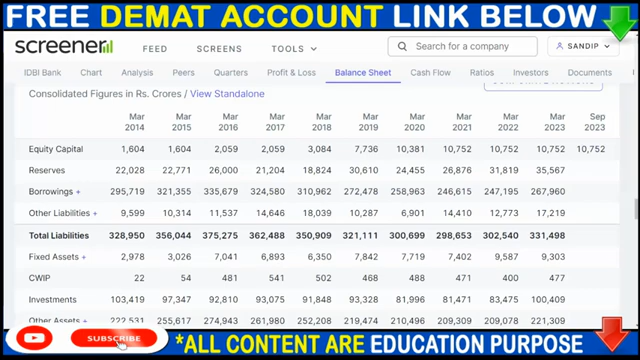 FREE DEMAT ACCOUNT LINK BELOW
screener FEED SCREENS TOOLS Search for a company SANDIP
IDBI Bank Chart Analysis Peers Quarters Profit & Loss Balance Sheet Cash Flow Ratios Investors Documents
Consolidated Figures in Rs. Crores / View Standalone
Mar 2014 Mar 2015 Mar 2016 Mar 2017 Mar 2018 Mar 2019 Mar 2020 Mar 2021 Mar 2022 Mar 2023 Sep 2023
Equity Capital 1,604 1,604 2,059 2,059 3,084 7,736 10,381 10,752 10,752 10,752 10,752
Reserves 22,028 22,771 26,000 21,204 18,824 30,610 24,455 26,876 31,819 35,567
Borrowings + 295,719 321,355 335,679 324,580 310,962 272,478 258,963 246,615 247,195 267,960
Other Liabilities + 9,599 10,314 11,537 14,646 18,039 10,287 6,901 14,410 12,773 17,219
Total Liabilities 328,950 356,044 375,275 362,488 350,909 321,111 300,699 298,653 302,540 331,498
Fixed Assets + 2,978 3,026 7,041 6,893 6,350 7,842 7,719 7,402 9,587 9,303
CWIP 22 54 481 541 502 468 488 471 400 477
Investments 103,419 97,347 92,810 93,075 91,848 93,328 81,996 81,471 83,475 100,409
Other Assets + 222,531 255,617 274,943 261,980 252,208 219,474 210,496 209,309 209,078 221,309
SUBSCRIBE *ALL CONTENT ARE EDUCATION PURPOSE